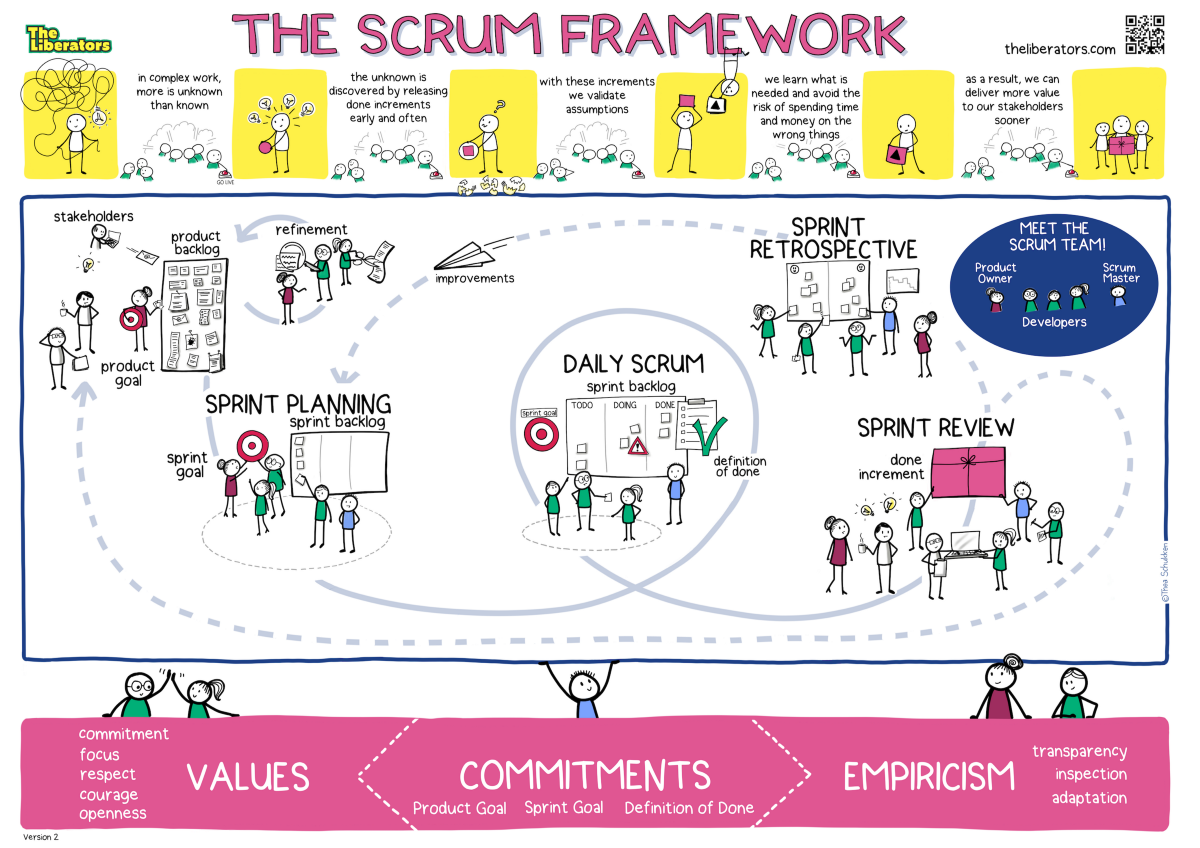 The
Liberators
THE SCRUM FRAMEWORK
theliberators.com
in complex work,
more is unknown
than known
GO LIVE
the unknown is
discovered by releasing
done increments
early and often
?
with these increments
we validate
assumptions
we learn what is
needed and avoid the
risk of spending time
and money on the
wrong things
as a result, we can
deliver more value
to our stakeholders
sooner
stakeholders
product
backlog
product
goal
refinement
improvements
SPRINT
RETROSPECTIVE
MEET THE
SCRUM TEAM!
Product
Owner
Scrum
Master
Developers
SPRINT PLANNING
sprint backlog
sprint
goal
DAILY SCRUM
sprint backlog
sprint goal
TODO
DOING
DONE
definition
of done
SPRINT REVIEW
done
increment
©Thea Schukken
commitment
focus
respect
courage
openness
VALUES
COMMITMENTS
Product Goal
Sprint Goal
Definition of Done
EMPIRICISM
transparency
inspection
adaptation
Version 2